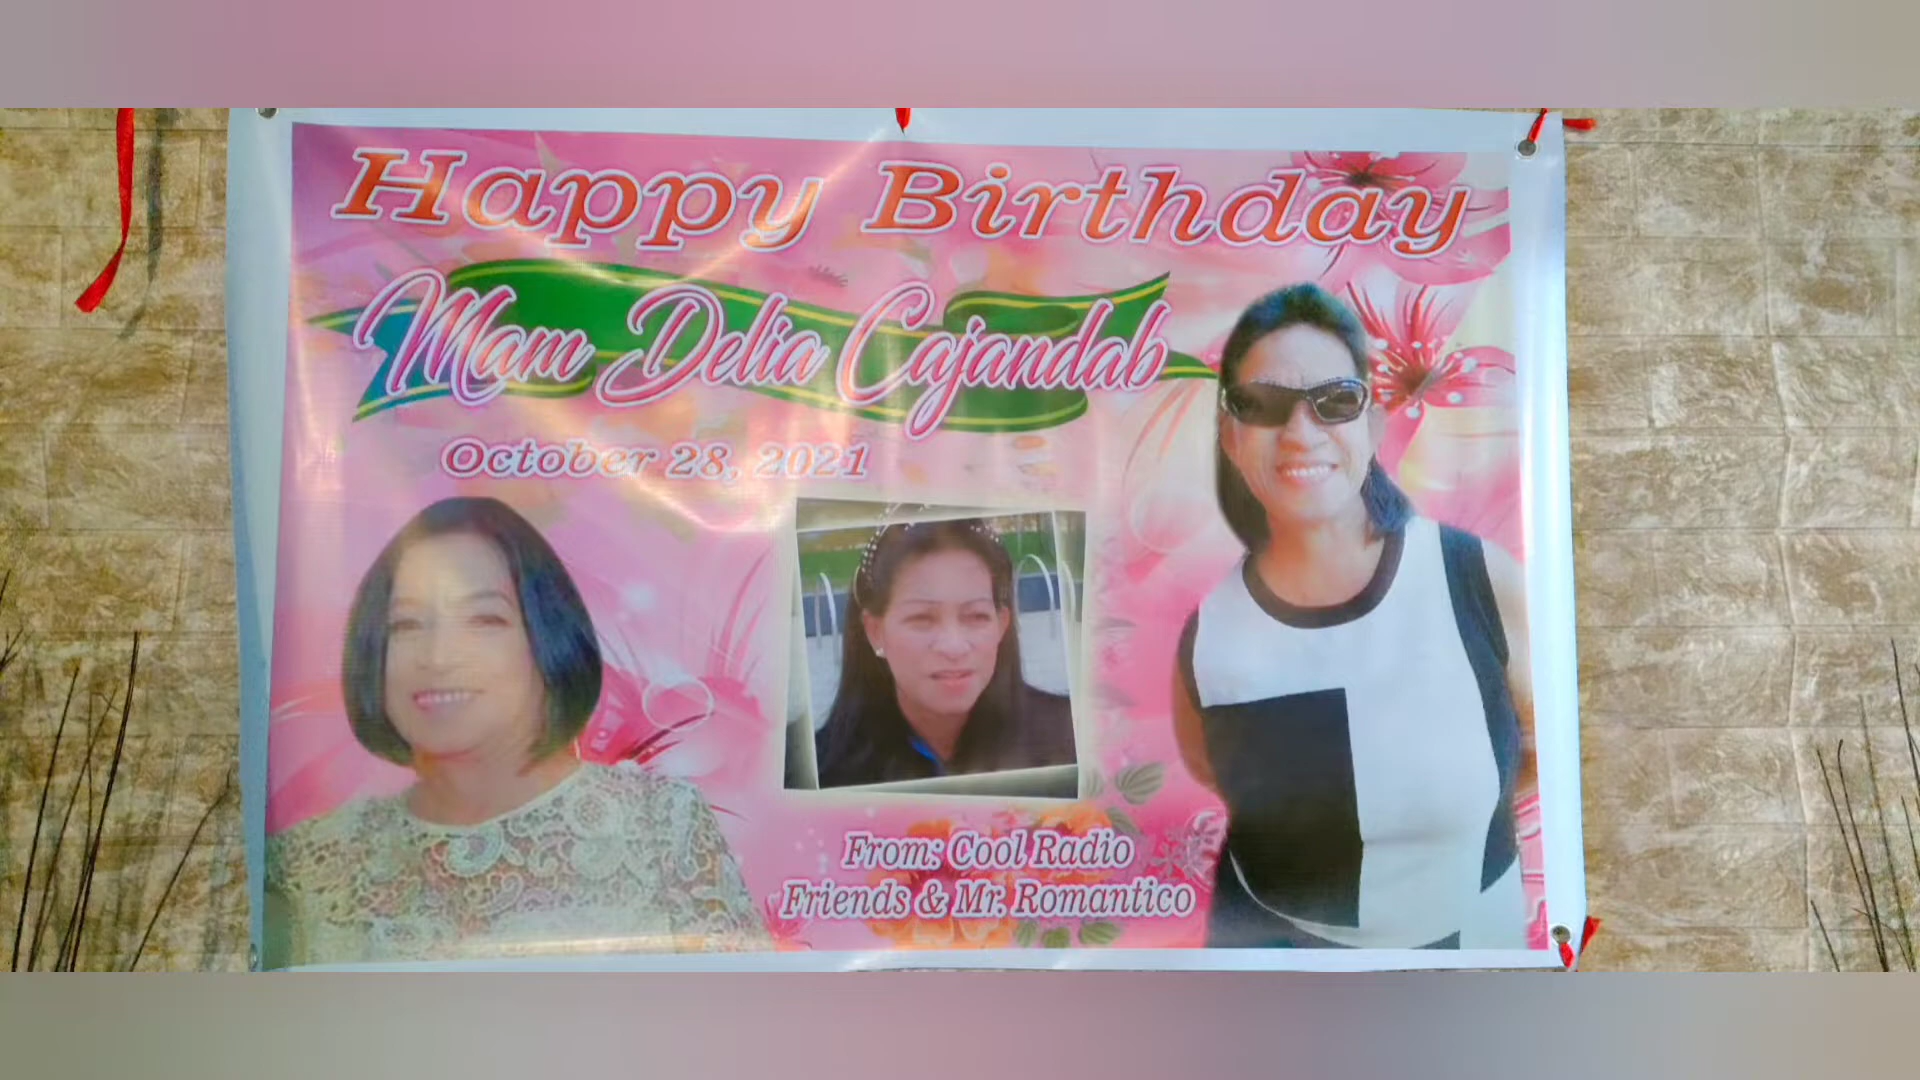 Happy Birthday
Mam Delia Cajandab
October 28, 2021
From: Cool Radio
Friends & Mr. Romantico